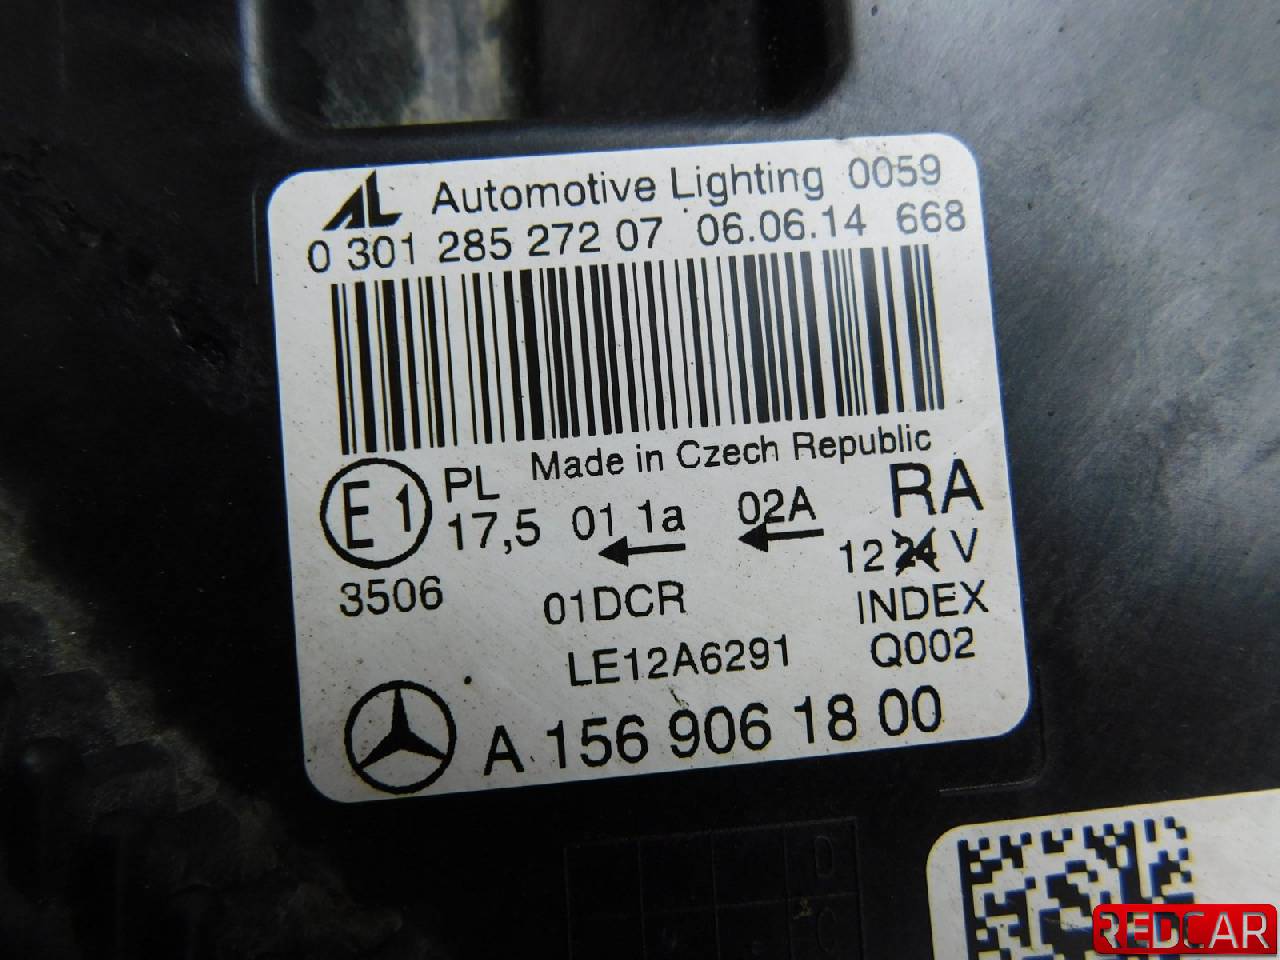 AL Automotive Lighting 0059
0 301 285 272 07 06.06.14 668
Made in Czech Republic
E1 PL 17,5 01 1a 02A RA
12 24 V
3506 01DCR INDEX
LE12A6291 Q002
A 156 906 18 00
D
C
REDCAR